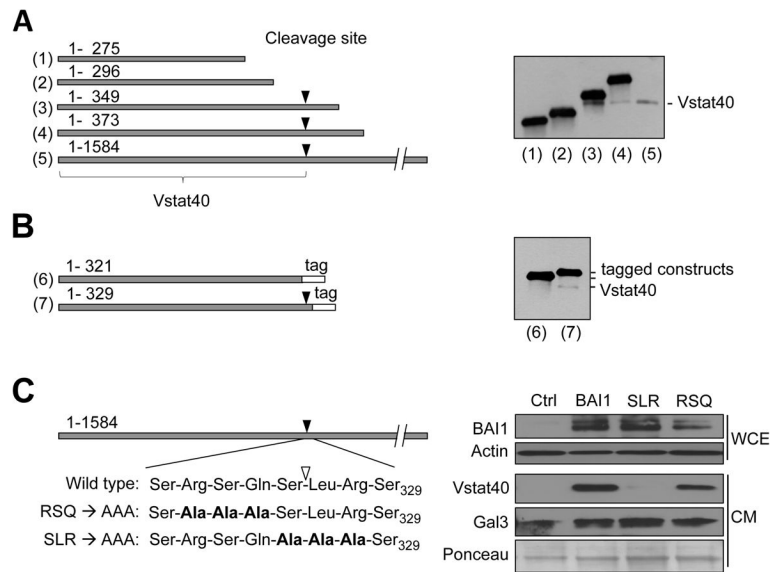 A
Cleavage site
(1) 1- 275
(2) 1- 296
(3) 1- 349
(4) 1- 373
(5) 1-1584
Vstat40
- Vstat40
(1) (2) (3) (4) (5)
B
(6) 1- 321 tag
(7) 1- 329 tag
tagged constructs
Vstat40
(6) (7)
C
1-1584
Wild type: Ser-Arg-Ser-Gln-Ser-Leu-Arg-Ser329
RSQ → AAA: Ser-Ala-Ala-Ala-Ser-Leu-Arg-Ser329
SLR → AAA: Ser-Arg-Ser-Gln-Ala-Ala-Ala-Ser329
Ctrl BAI1 SLR RSQ
BAI1
Actin
WCE
Vstat40
Gal3
Ponceau
CM